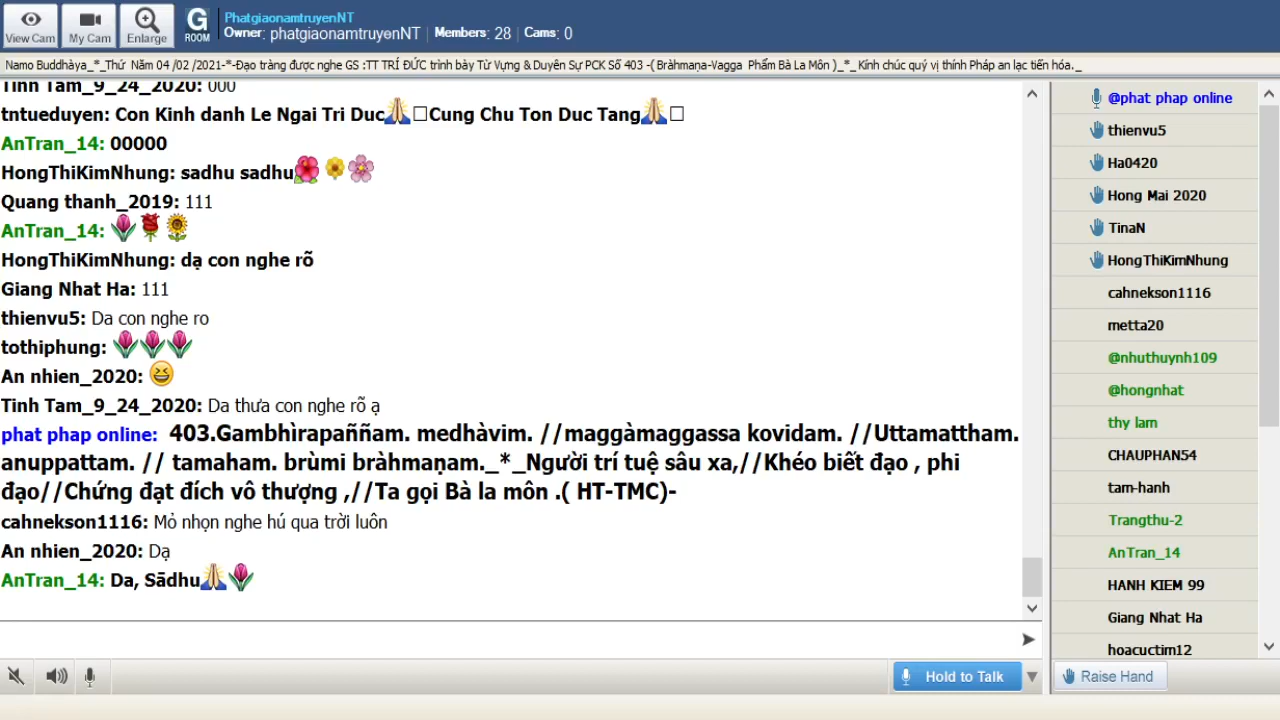 View Cam
My Cam
Enlarge
G
ROOM
PhatgiaonamtruyenNT
Owner: phatgiaonamtruyenNT | Members: 28 | Cams: 0
Namo Buddhàya_*_Thứ Năm 04 /02 /2021-*-Đạo tràng được nghe GS :TT TRÍ ĐỨC trình bày Từ Vựng & Duyên Sự PCK Số 403 -( Bràhmaṇa-Vagga Phẩm Bà La Môn )_*_ Kính chúc quý vị thính Pháp an lạc tiến hóa._
Tinh Tam_9_24_2020: 000
tntueduyen: Con Kinh danh Le Ngai Tri Duc🙏□Cung Chu Ton Duc Tang🙏□
AnTran_14: 00000
HongThiKimNhung: sadhu sadhu🌺🌼🌸
Quang thanh_2019: 111
AnTran_14: 🌷🌹🌻
HongThiKimNhung: dạ con nghe rõ
Giang Nhat Ha: 111
thienvu5: Da con nghe ro
tothiphung: 🌷🌷🌷
An nhien_2020: 😆
Tinh Tam_9_24_2020: Da thưa con nghe rõ ạ
phat phap online: 403.Gambhìrapaññam. medhàvim. //maggàmaggassa kovidam. //Uttamattham.
anuppattam. // tamaham. brùmi bràhmaṇam._*_Người trí tuệ sâu xa,//Khéo biết đạo , phi
đạo//Chứng đạt đích vô thượng ,//Ta gọi Bà la môn .( HT-TMC)-
cahnekson1116: Mỏ nhọn nghe hú qua trời luôn
An nhien_2020: Dạ
AnTran_14: Da, Sādhu🙏🌷
Hold to Talk
@phat phap online
thienvu5
Ha0420
Hong Mai 2020
TinaN
HongThiKimNhung
cahnekson1116
metta20
@nhuthuynh109
@hongnhat
thy lam
CHAUPHAN54
tam-hanh
Trangthu-2
AnTran_14
HANH KIEM 99
Giang Nhat Ha
hoacuctim12
Raise Hand